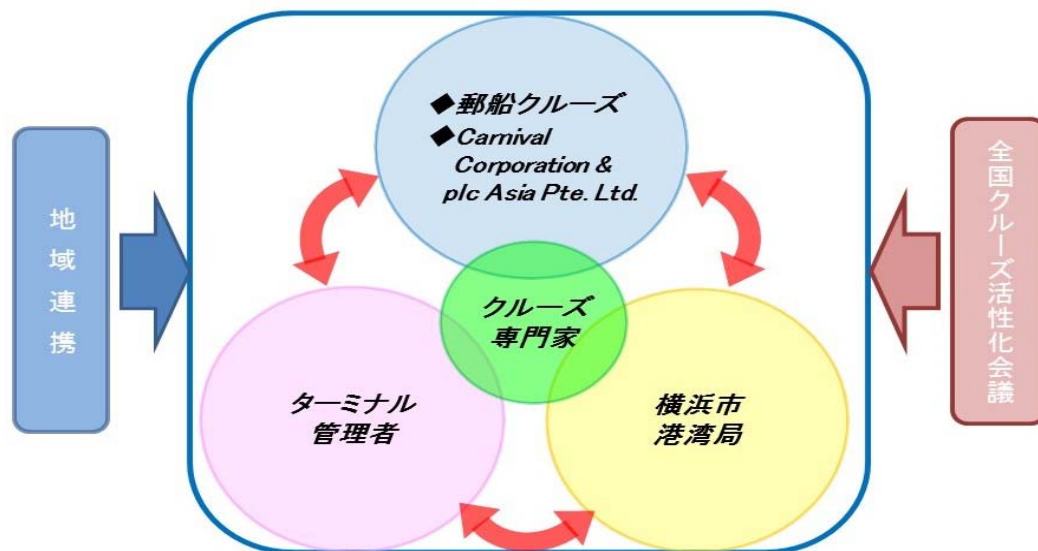 ◆郵船クルーズ
◆Carnival
Corporation &
plc Asia Pte. Ltd.
地域連携
全国クルーズ活性化会議
クルーズ
専門家
ターミナル
管理者
横浜市
港湾局